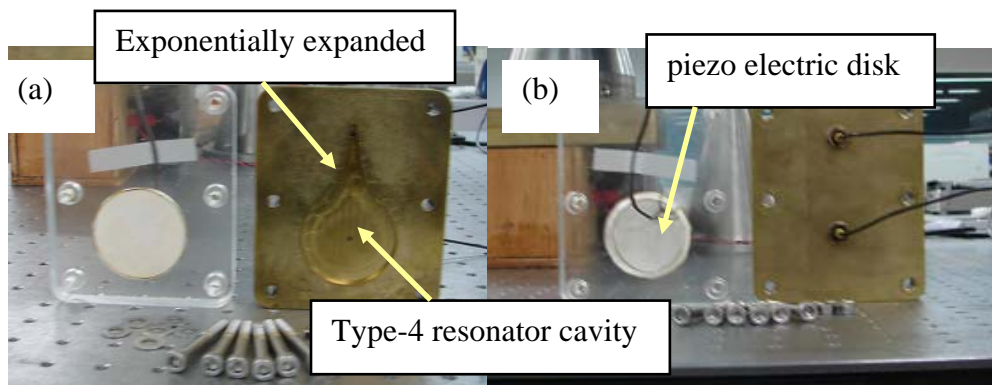 Exponentially expanded
(a)
Type-4 resonator cavity
piezo electric disk
(b)